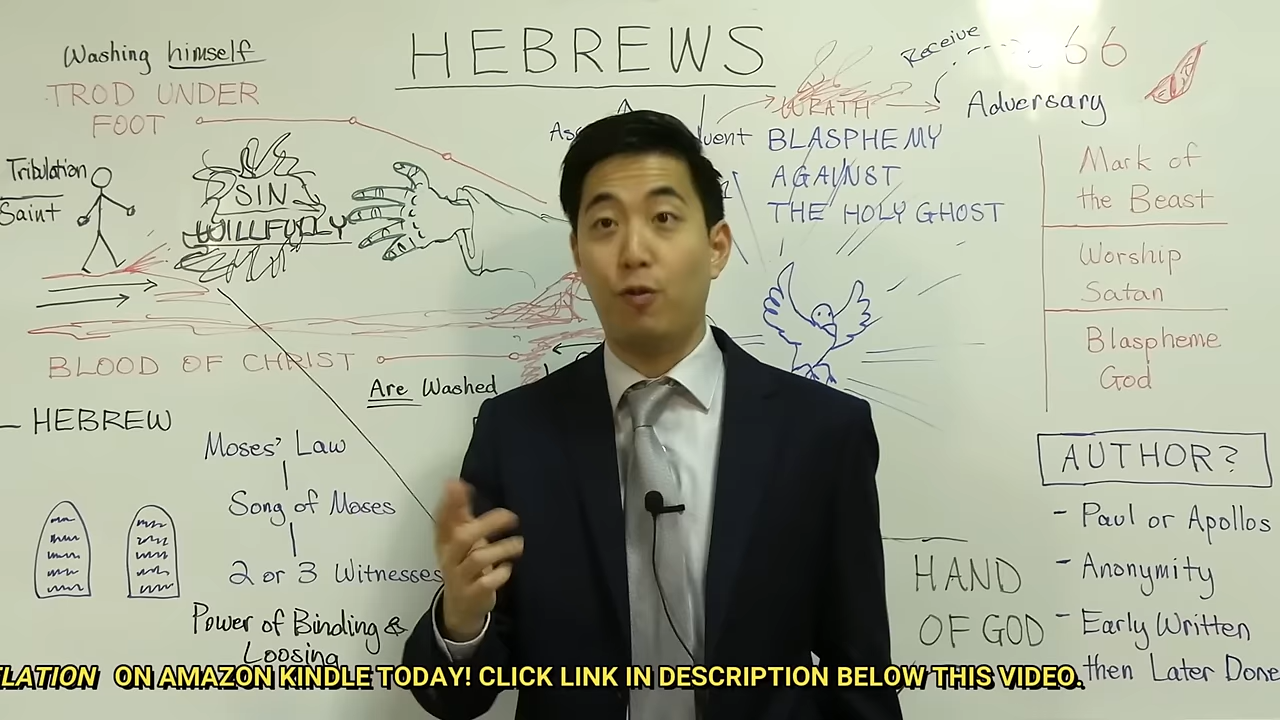 HEBREWS
Washing himself
TROD UNDER
FOOT
Tribulation
Saint
SIN
WILLFULLY
BLOOD OF CHRIST
Are Washed
HEBREW
Moses' Law
Song of Moses
2 or 3 Witnesses
Power of Binding &
Loosing
WRATH
Receive
66
Adversary
BLASPHEMY
AGAINST
THE HOLY GHOST
Mark of
the Beast
Worship
Satan
Blaspheme
God
AUTHOR?
- Paul or Apollos
- Anonymity
- Early Written
then Later Done
HAND
OF GOD
LATION ON AMAZON KINDLE TODAY! CLICK LINK IN DESCRIPTION BELOW THIS VIDEO.